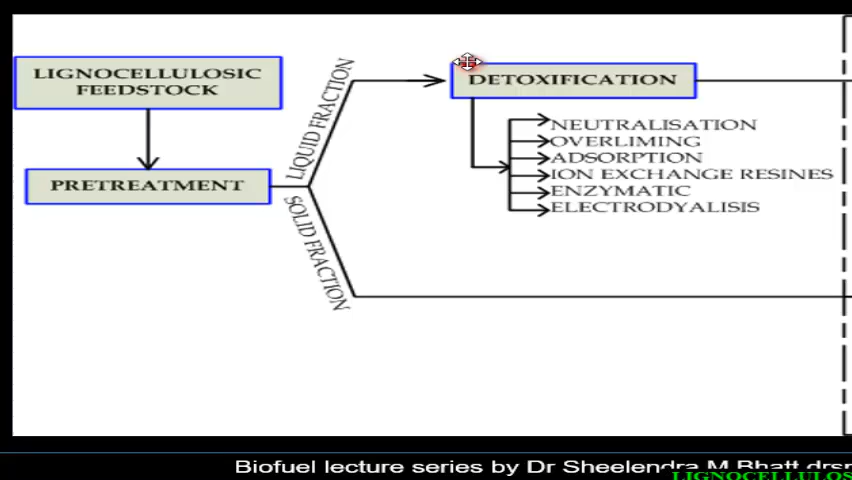 LIGNOCELLULOSIC
FEEDSTOCK
PRETREATMENT
LIQUID FRACTION
SOLID FRACTION
DETOXIFICATION
NEUTRALISATION
OVERLIMING
ADSORPTION
ION EXCHANGE RESINES
ENZYMATIC
ELECTRODYALISIS
Biofuel lecture series by Dr Sheelendra M Bhatt